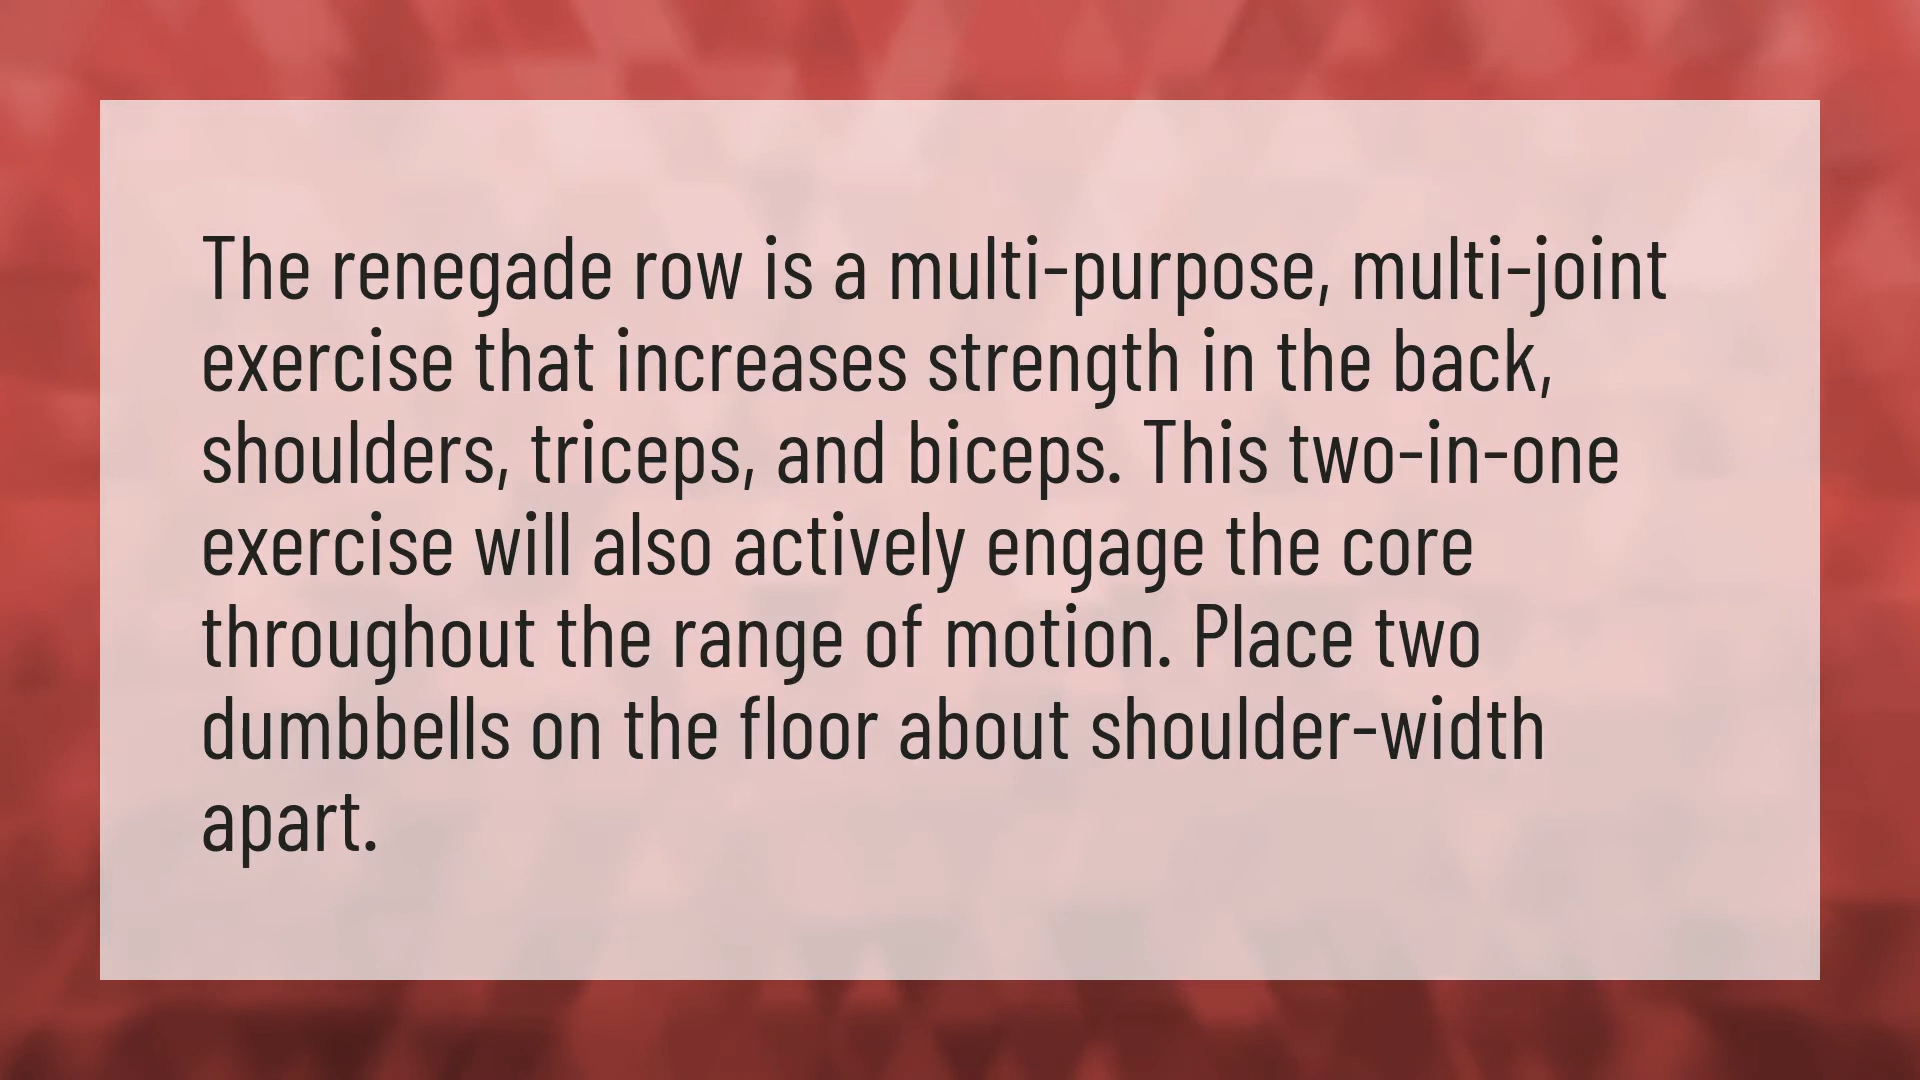 The renegade row is a multi-purpose, multi-joint
exercise that increases strength in the back,
shoulders, triceps, and biceps. This two-in-one
exercise will also actively engage the core
throughout the range of motion. Place two
dumbbells on the floor about shoulder-width
apart.